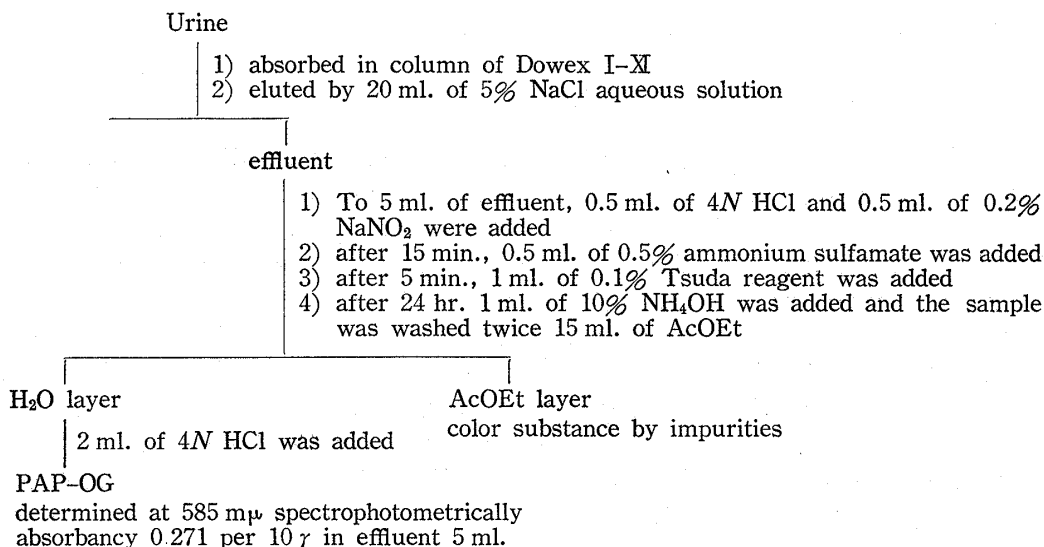 Urine
1) absorbed in column of Dowex I–XI
2) eluted by 20 ml. of 5% NaCl aqueous solution
effluent
1) To 5 ml. of effluent, 0.5 ml. of 4N HCl and 0.5 ml. of 0.2%
NaNO₂ were added
2) after 15 min., 0.5 ml. of 0.5% ammonium sulfamate was added
3) after 5 min., 1 ml. of 0.1% Tsuda reagent was added
4) after 24 hr. 1 ml. of 10% NH₄OH was added and the sample
was washed twice 15 ml. of AcOEt
H₂O layer
AcOEt layer
color substance by impurities
2 ml. of 4N HCl was added
PAP–OG
determined at 585 mμ spectrophotometrically
absorbancy 0.271 per 10 γ in effluent 5 ml.